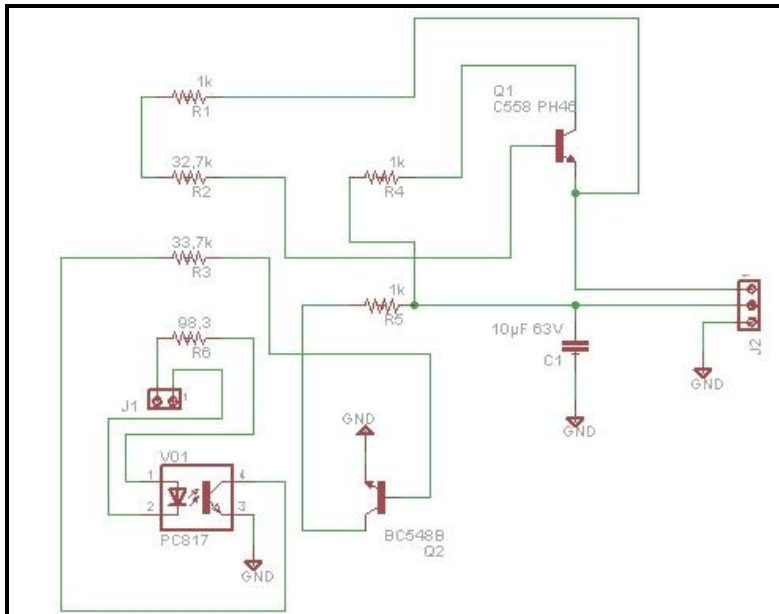 1k
R1
Q1
C558 PH46
32,7k
R2
1k
R4
33,7k
R3
1k
R5
1
J2
10µF 63V
C1
98,3
R6
J1
1
GND
GND
GND
V01
1
2
4
3
PC817
BC548B
Q2
GND